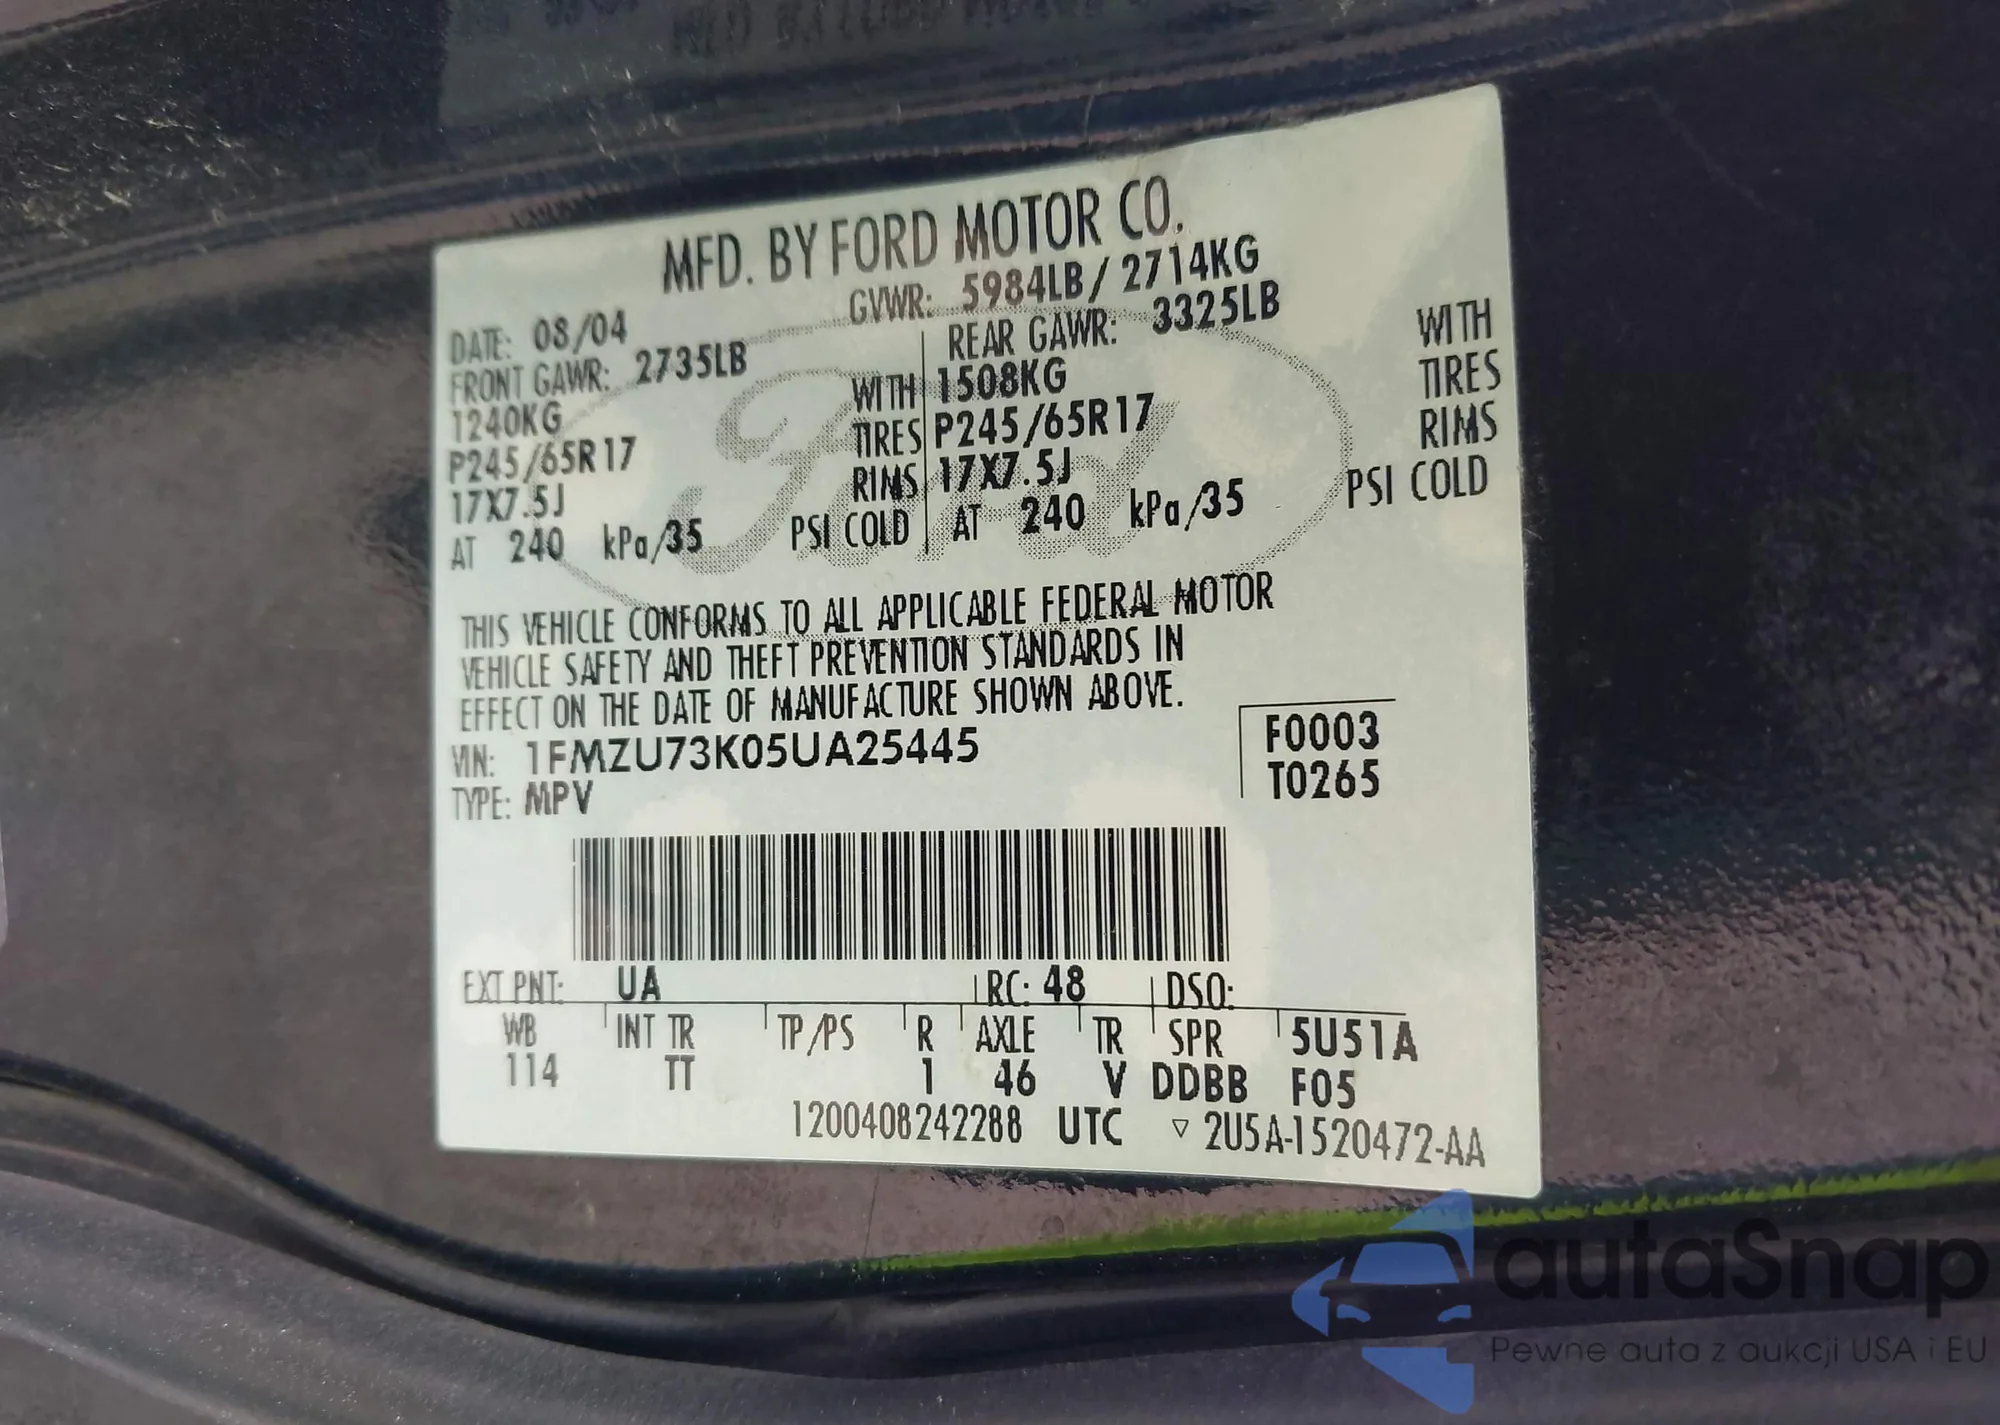 MFD. BY FORD MOTOR CO.
DATE: 08/04 GVWR: 5984LB / 2714KG
FRONT GAWR: 2735LB REAR GAWR: 3325LB
1240KG WITH 1508KG WITH
P245/65R17 TIRES P245/65R17 TIRES
17X7.5J RIMS 17X7.5J RIMS
AT 240 kPa/35 PSI COLD AT 240 kPa/35 PSI COLD
Ford
THIS VEHICLE CONFORMS TO ALL APPLICABLE FEDERAL MOTOR
VEHICLE SAFETY AND THEFT PREVENTION STANDARDS IN
EFFECT ON THE DATE OF MANUFACTURE SHOWN ABOVE.
VIN: 1FMZU73K05UA25445 F0003
TYPE: MPV T0265
EXT PNT: UA RC: 48 DSO:
WB INT TR TP/PS R AXLE TR SPR 5U51A
114 TT 1 46 V DDBB F05
1200408242288 UTC ▽ 2U5A-1520472-AA
autaSnap
Pewne auta z aukcji USA i EU